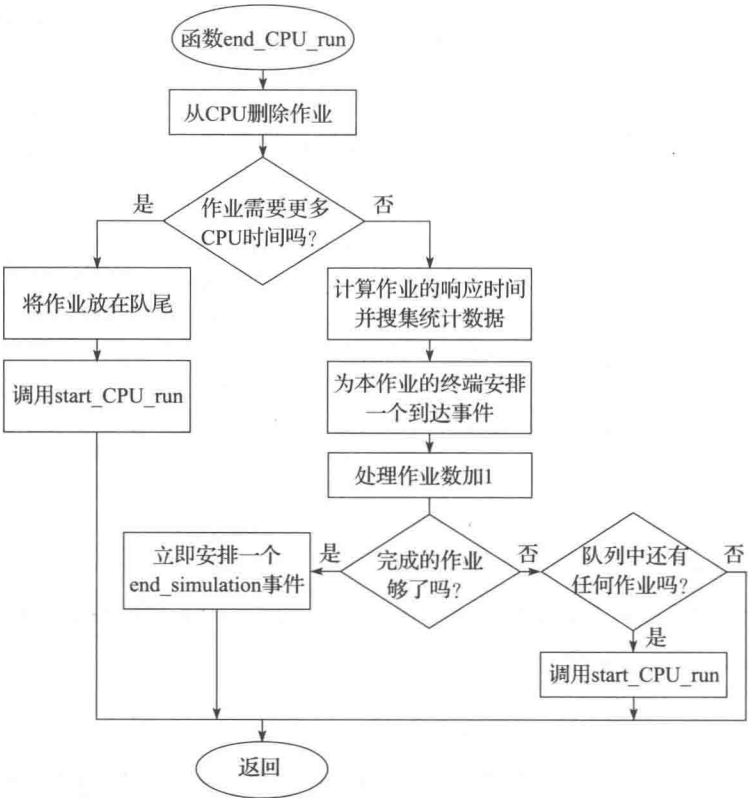 函数end_CPU_run
从CPU删除作业
作业需要更多
CPU时间吗?
是
否
将作业放在队尾
调用start_CPU_run
计算作业的响应时间
并搜集统计数据
为本作业的终端安排
一个到达事件
处理作业数加1
完成的作业
够了吗?
是
否
立即安排一个
end_simulation事件
队列中还有
任何作业吗?
否
是
调用start_CPU_run
返回